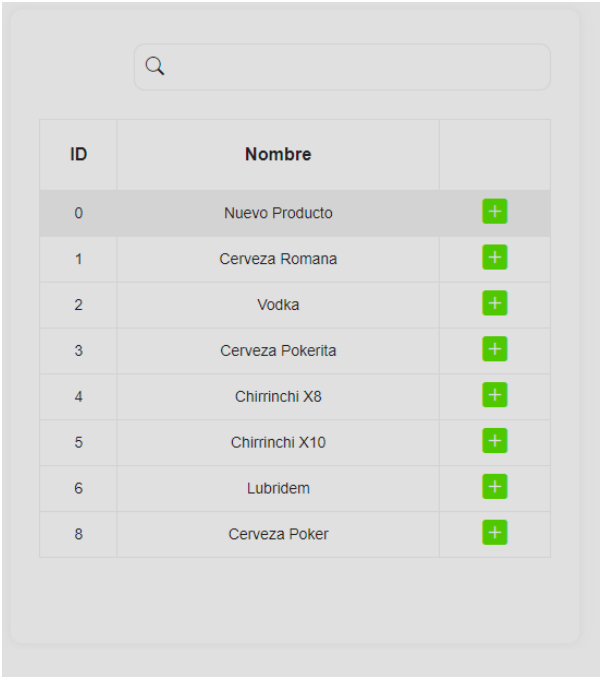 ID Nombre
0 Nuevo Producto
1 Cerveza Romana
2 Vodka
3 Cerveza Pokerita
4 Chirrinchi X8
5 Chirrinchi X10
6 Lubridem
8 Cerveza Poker